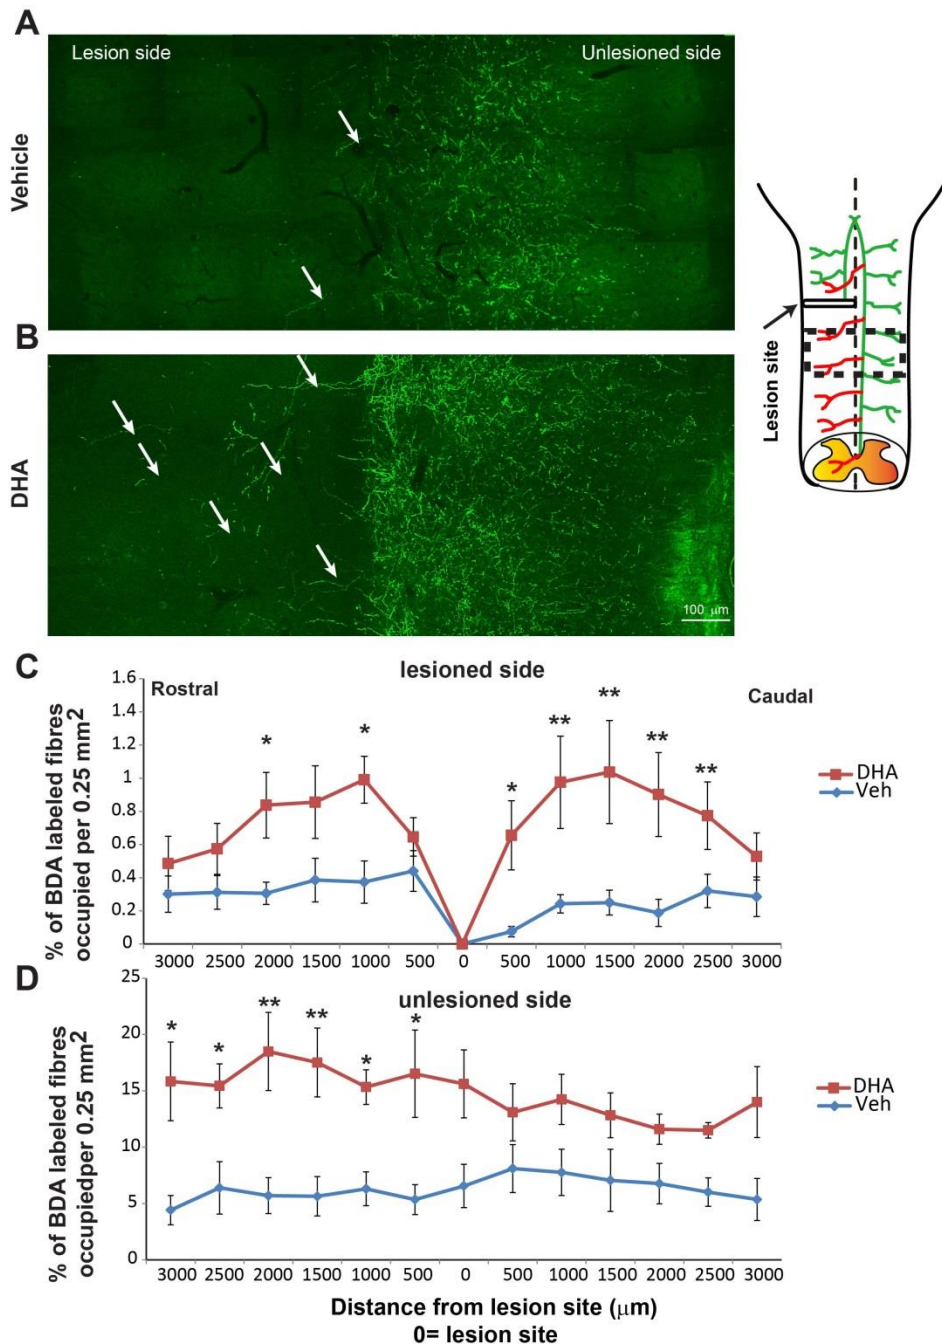 A
Lesion side
Unlesioned side
Vehicle
B
DHA
100 μm
Lesion site
C
lesioned side
Rostral
Caudal
% of BDA labeled fibres
occupied per 0.25 mm²
1.6
1.4
1.2
1
0.8
0.6
0.4
0.2
0
* * * ** ** ** **
DHA
Veh
3000 2500 2000 1500 1000 500 0 500 1000 1500 2000 2500 3000
D
unlesioned side
% of BDA labeled fibres
occupiedper 0.25 mm²
25
20
15
10
5
0
* * ** ** * *
DHA
Veh
3000 2500 2000 1500 1000 500 0 500 1000 1500 2000 2500 3000
Distance from lesion site (μm)
0= lesion site